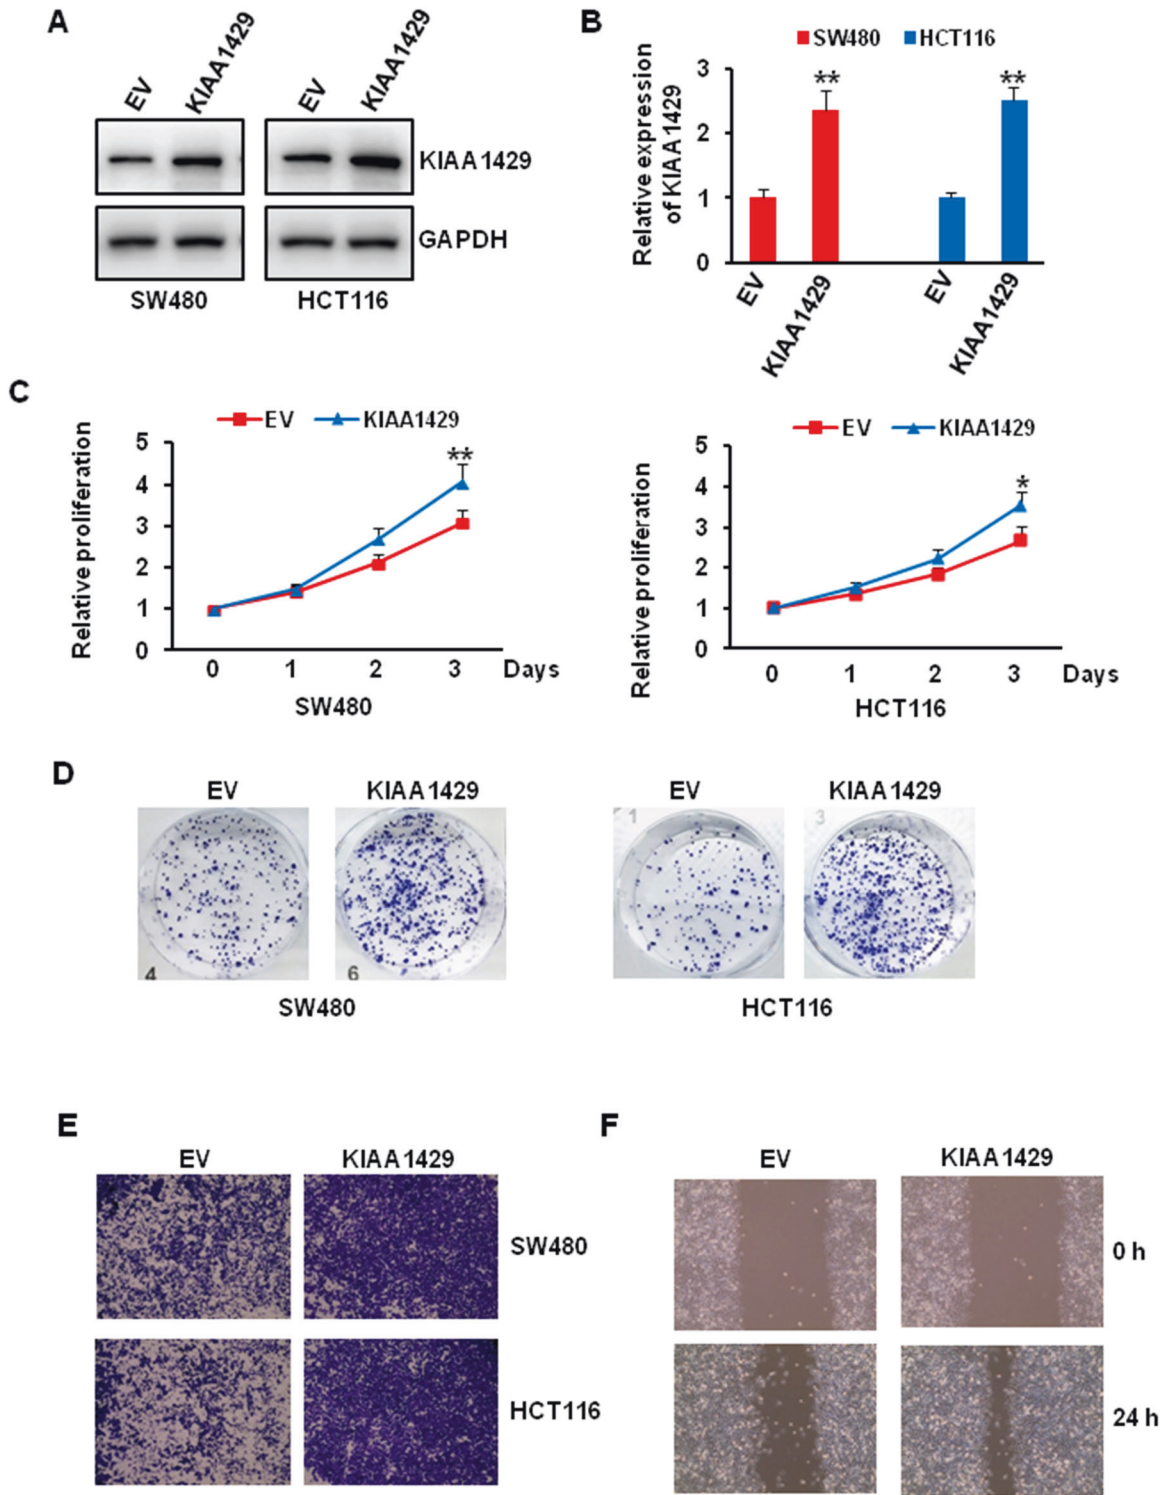 A
EV KIAA1429 EV KIAA1429
KIAA1429
GAPDH
SW480 HCT116
B
SW480 HCT116
Relative expression
of KIAA1429
3
2
1
0
EV KIAA1429 EV KIAA1429
C
EV KIAA1429
Relative proliferation
5
4
3
2
1
0
**
0 1 2 3 Days
SW480
EV KIAA1429
Relative proliferation
5
4
3
2
1
0
*
0 1 2 3 Days
HCT116
D
EV KIAA1429 EV KIAA1429
4 6 1 3
SW480 HCT116
E
EV KIAA1429
SW480
HCT116
F
EV KIAA1429
0 h
24 h